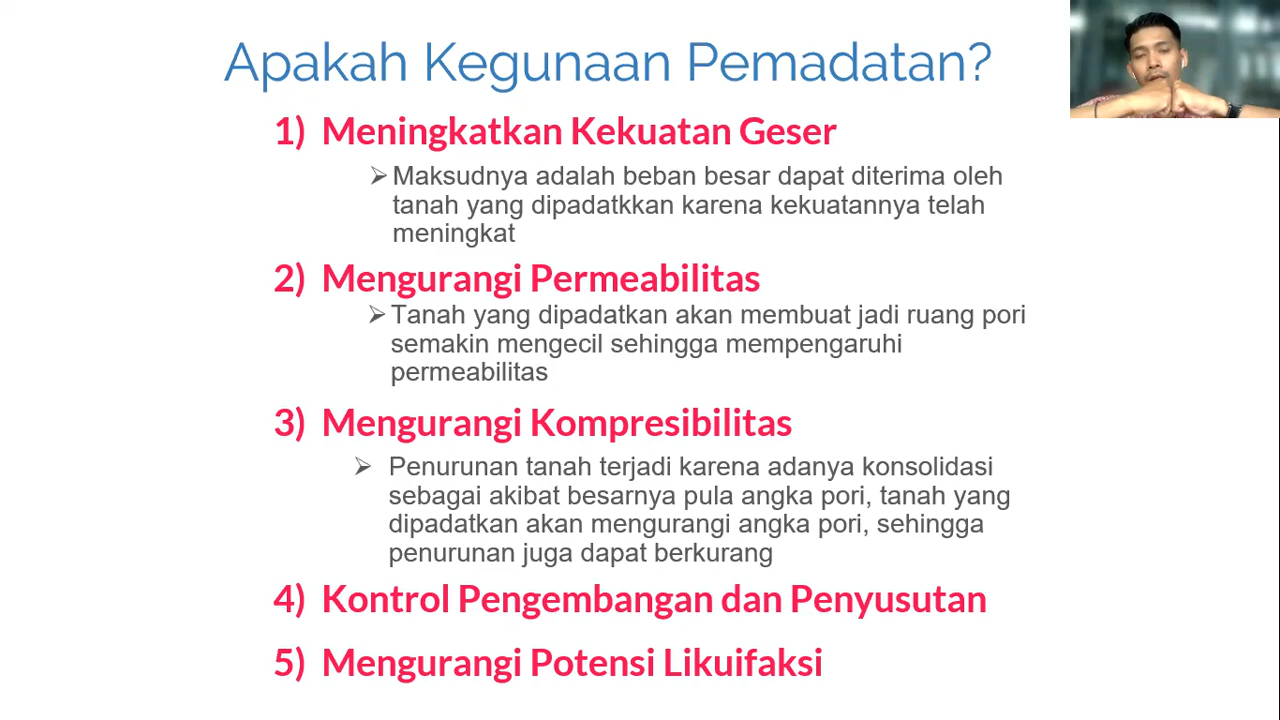 Apakah Kegunaan Pemadatan?
1) Meningkatkan Kekuatan Geser
➢ Maksudnya adalah beban besar dapat diterima oleh
tanah yang dipadatkkan karena kekuatannya telah
meningkat
2) Mengurangi Permeabilitas
➢ Tanah yang dipadatkan akan membuat jadi ruang pori
semakin mengecil sehingga mempengaruhi
permeabilitas
3) Mengurangi Kompresibilitas
➢ Penurunan tanah terjadi karena adanya konsolidasi
sebagai akibat besarnya pula angka pori, tanah yang
dipadatkan akan mengurangi angka pori, sehingga
penurunan juga dapat berkurang
4) Kontrol Pengembangan dan Penyusutan
5) Mengurangi Potensi Likuifaksi